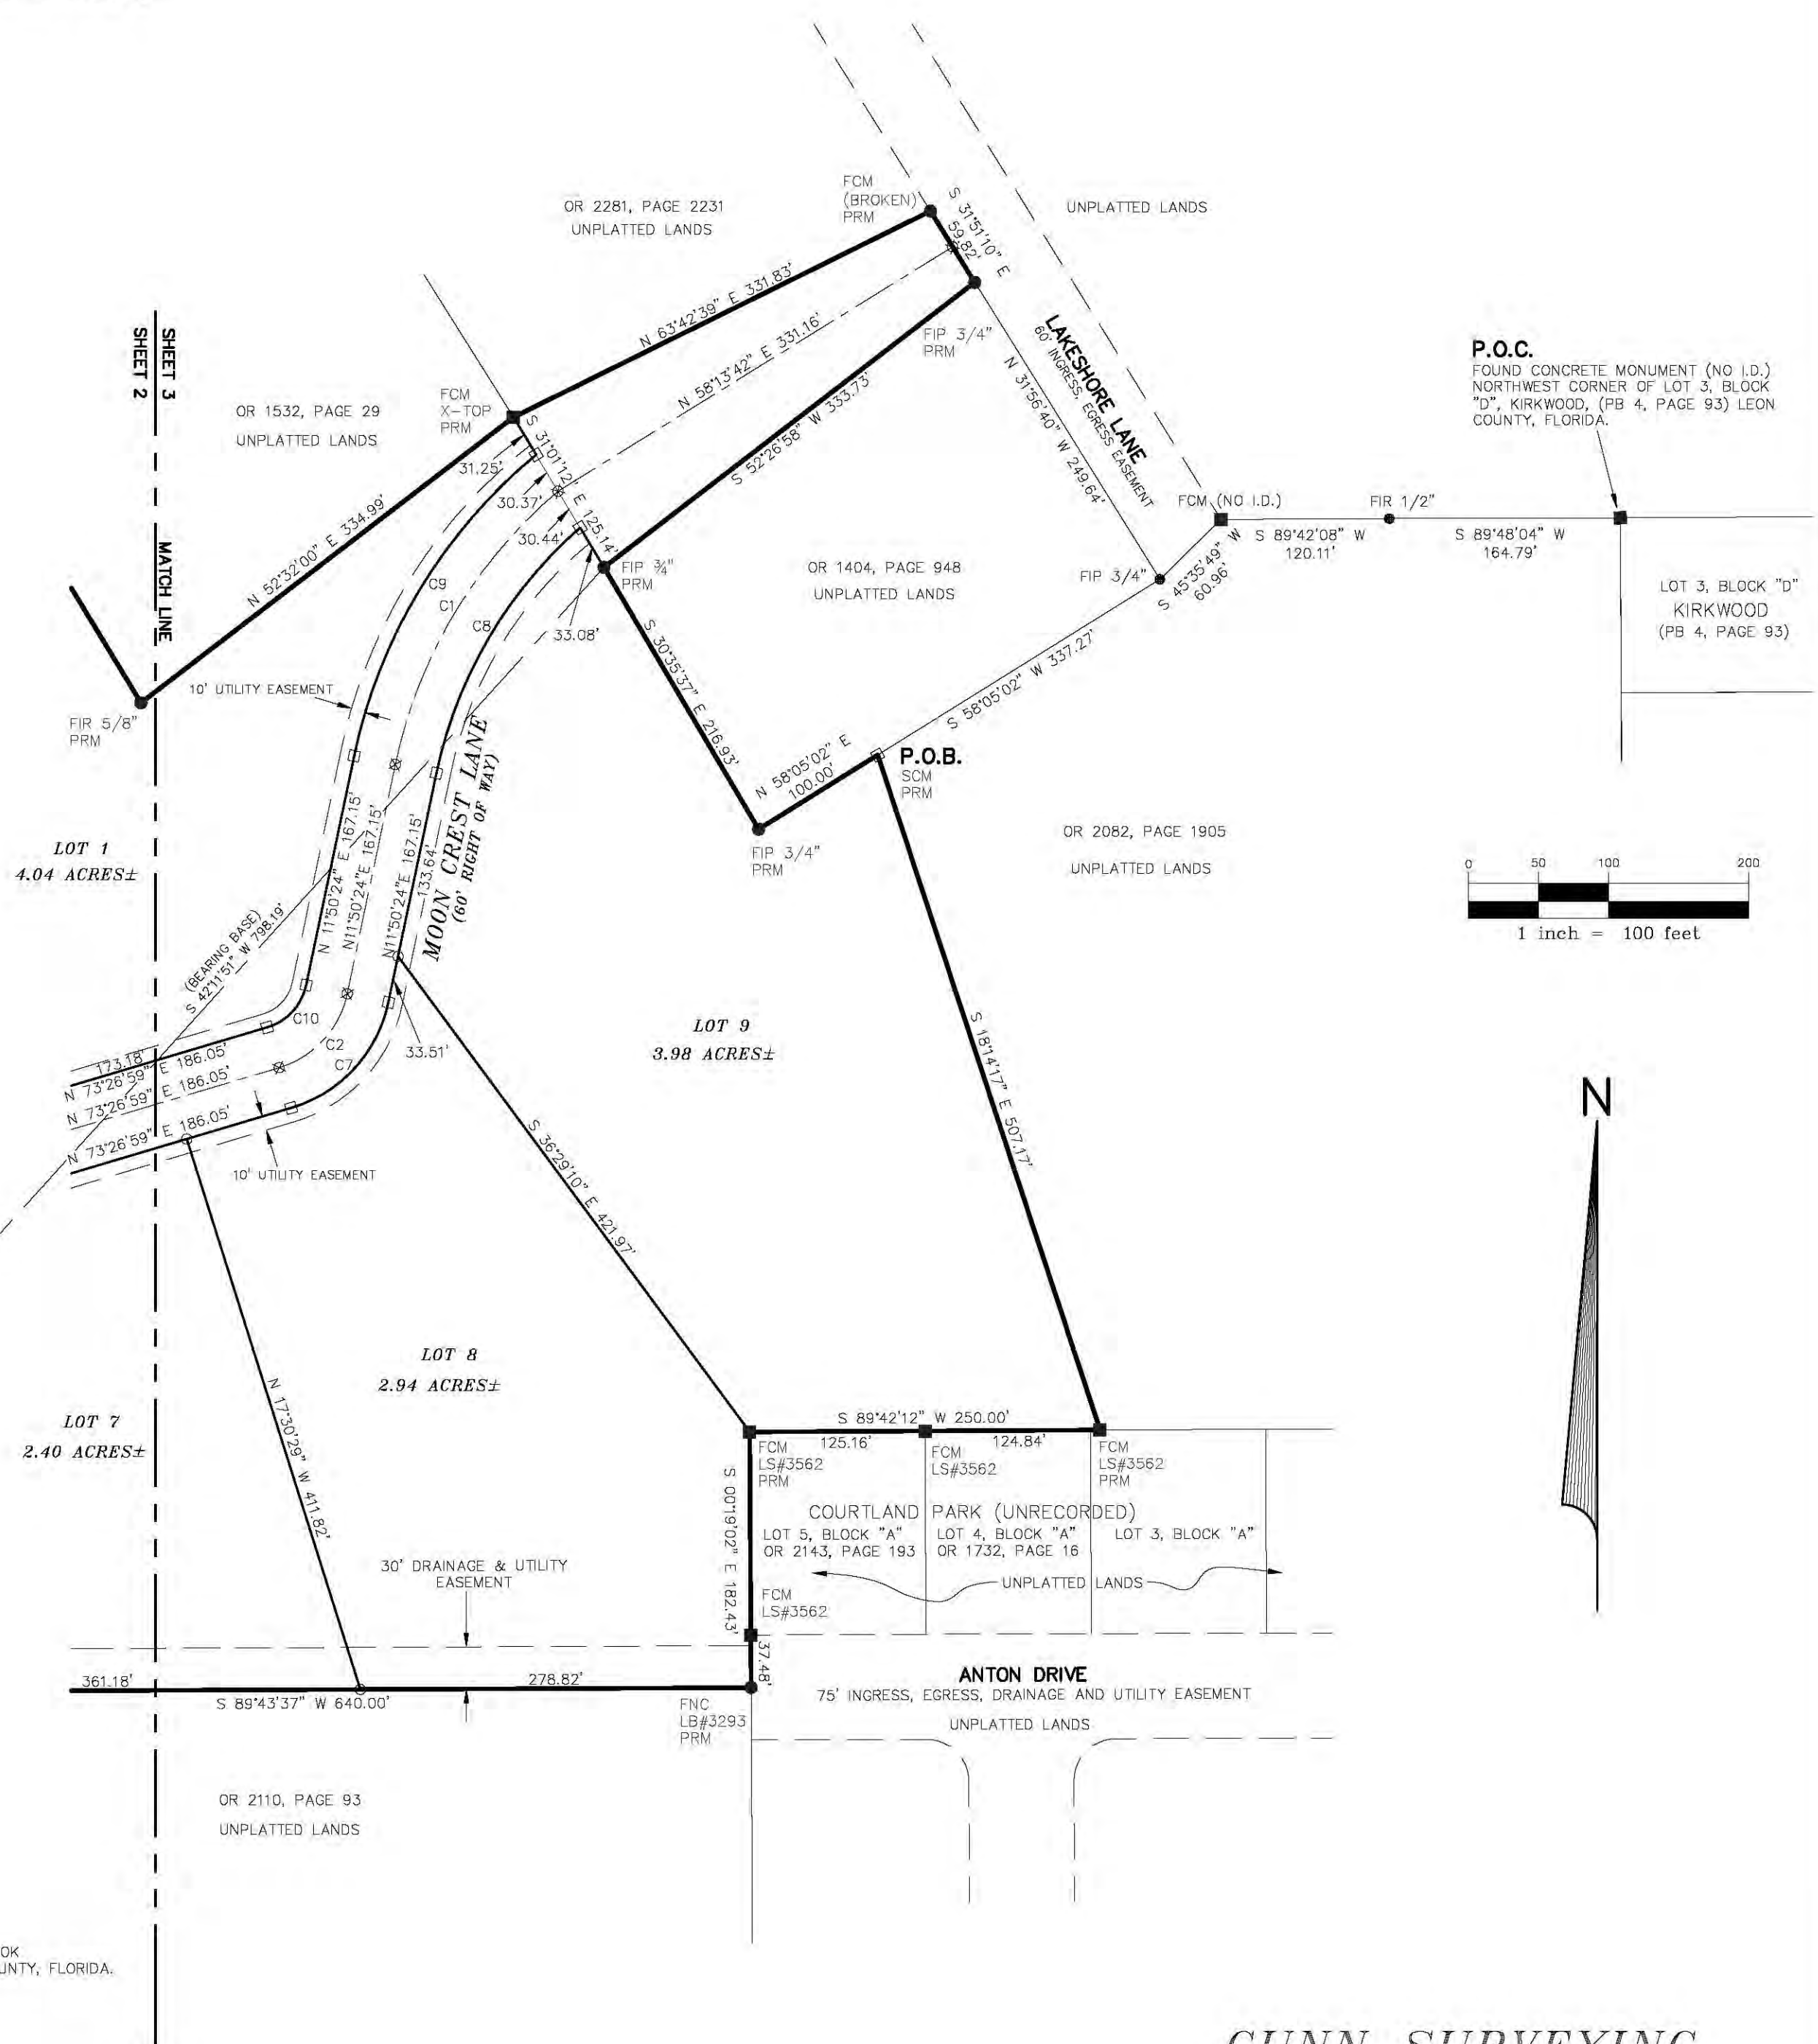 FCM
(BROKEN)
PRM
S 31°51'10" E
59.82'
OR 2281, PAGE 2231
UNPLATTED LANDS
UNPLATTED LANDS
N 63°42'39" E 331.83'
N 58°13'42" E 331.16'
S 52°26'58" W 333.73'
FIP 3/4"
PRM
LAKESHORE LANE
60' INGRESS, EGRESS EASEMENT
N 31°56'40" W 249.64'
P.O.C.
FOUND CONCRETE MONUMENT (NO I.D.)
NORTHWEST CORNER OF LOT 3, BLOCK
"D", KIRKWOOD, (PB 4, PAGE 93) LEON
COUNTY, FLORIDA.
SHEET 3
SHEET 2
MATCH LINE
OR 1532, PAGE 29
UNPLATTED LANDS
FCM
X-TOP
PRM
S 31°01'12" E 125.14'
31.25'
30.37'
30.44'
33.08'
N 52°32'00" E 334.99'
C9
C1
C8
FIP ¾"
PRM
OR 1404, PAGE 948
UNPLATTED LANDS
FIP 3/4"
FCM (NO I.D.)
FIR 1/2"
S 89°42'08" W
120.11'
S 89°48'04" W
164.79'
S 45°35'49" W
60.96'
LOT 3, BLOCK "D"
KIRKWOOD
(PB 4, PAGE 93)
10' UTILITY EASEMENT
FIR 5/8"
PRM
S 30°35'37" E 216.93'
S 58°05'02" W 337.27'
N 58°05'02" E
100.00'
P.O.B.
SCM
PRM
FIP 3/4"
PRM
OR 2082, PAGE 1905
UNPLATTED LANDS
0 50 100 200
1 inch = 100 feet
LOT 1
4.04 ACRES±
N 11°50'24" E 167.15'
N11°50'24"E 167.15'
N11°50'24"E 167.15'
133.64'
MOON CREST LANE
(60' RIGHT OF WAY)
(BEARING BASE)
S 42°11'51" W 798.19'
C10
C2
C7
33.51'
173.18'
N 73°26'59" E 186.05'
N 73°26'59" E 186.05'
N 73°26'59" E 186.05'
10' UTILITY EASEMENT
LOT 9
3.98 ACRES±
S 18°14'17" E 507.17'
N
S 36°29'10" E 421.97'
LOT 8
2.94 ACRES±
LOT 7
2.40 ACRES±
N 17°30'29" W 411.82'
S 89°42'12" W 250.00'
125.16'
124.84'
FCM
LS#3562
PRM
FCM
LS#3562
FCM
LS#3562
PRM
S 00°19'02" E 182.43'
COURTLAND PARK (UNRECORDED)
LOT 5, BLOCK "A"
OR 2143, PAGE 193
LOT 4, BLOCK "A"
OR 1732, PAGE 16
LOT 3, BLOCK "A"
UNPLATTED LANDS
30' DRAINAGE & UTILITY
EASEMENT
FCM
LS#3562
37.48'
361.18'
278.82'
S 89°43'37" W 640.00'
FNC
LB#3293
PRM
ANTON DRIVE
75' INGRESS, EGRESS, DRAINAGE AND UTILITY EASEMENT
UNPLATTED LANDS
OR 2110, PAGE 93
UNPLATTED LANDS
OK
UNTY, FLORIDA.
GUNN SURVEYING